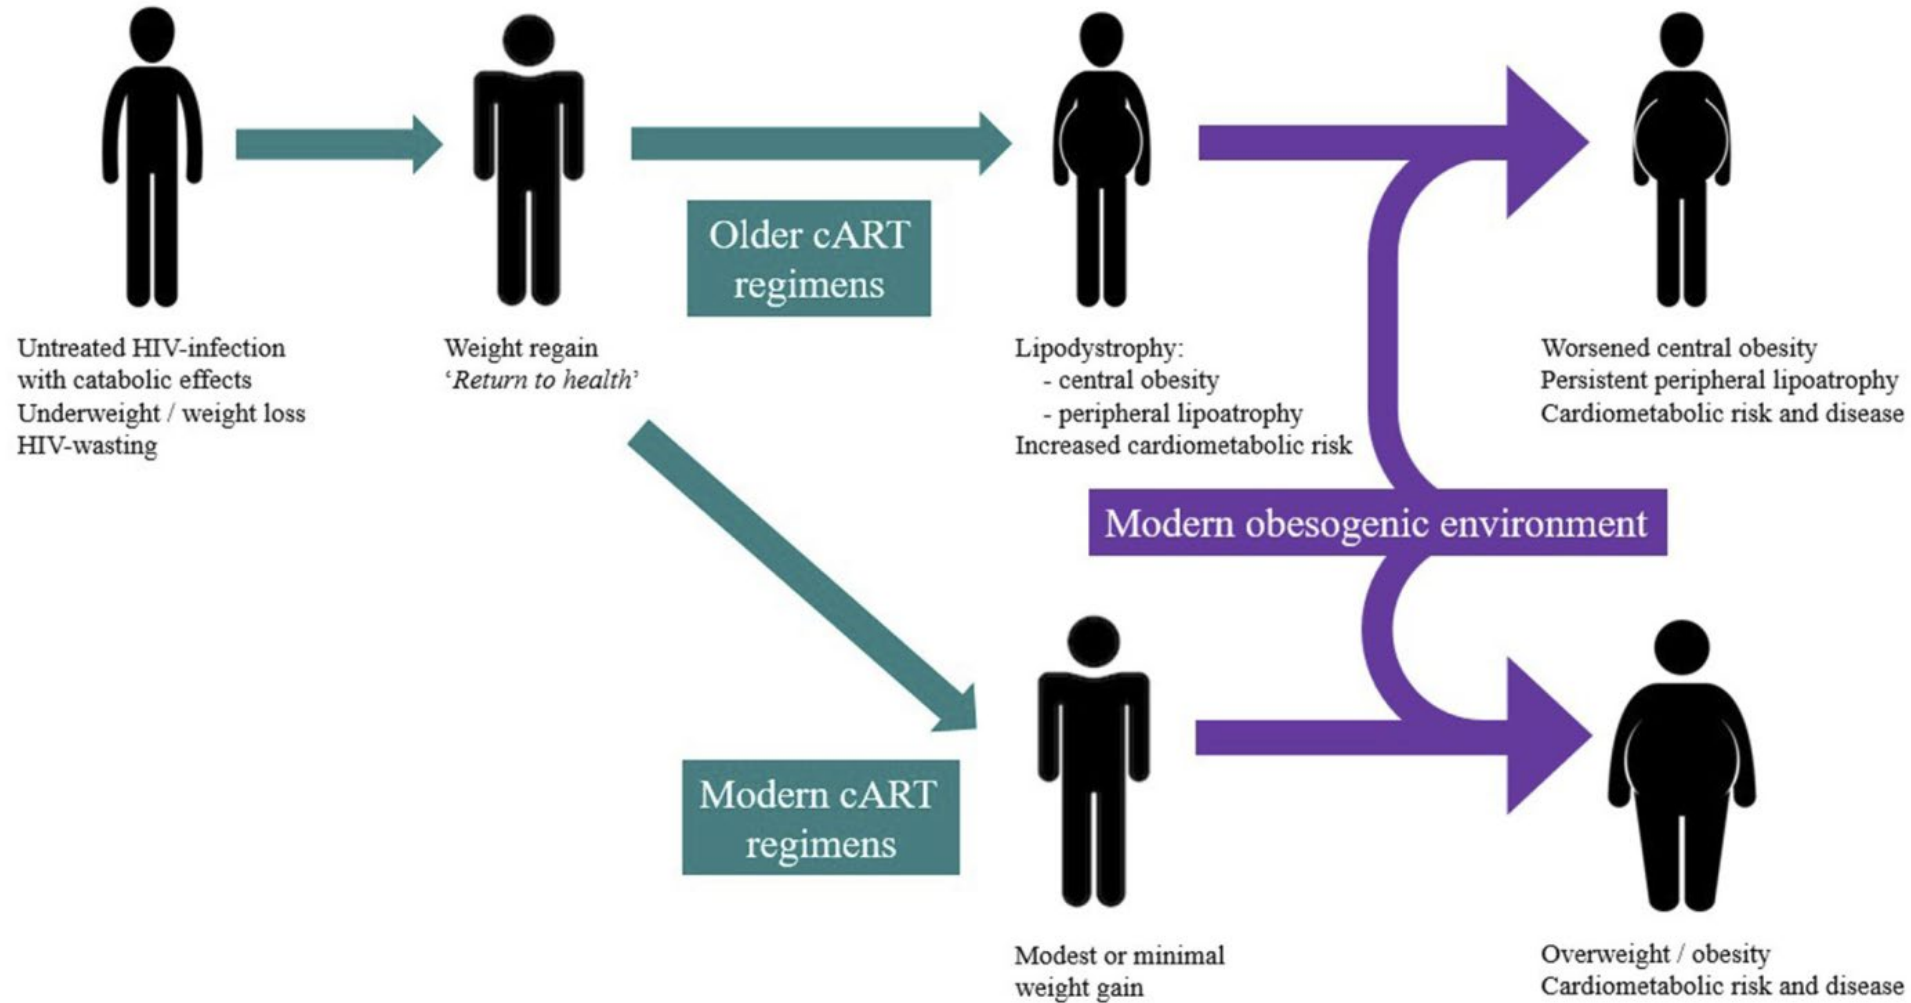 Older cART
regimens
Untreated HIV-infection
with catabolic effects
Underweight / weight loss
HIV-wasting
Weight regain
‘Return to health’
Lipodystrophy:
- central obesity
- peripheral lipoatrophy
Increased cardiometabolic risk
Worsened central obesity
Persistent peripheral lipoatrophy
Cardiometabolic risk and disease
Modern obesogenic environment
Modern cART
regimens
Modest or minimal
weight gain
Overweight / obesity
Cardiometabolic risk and disease